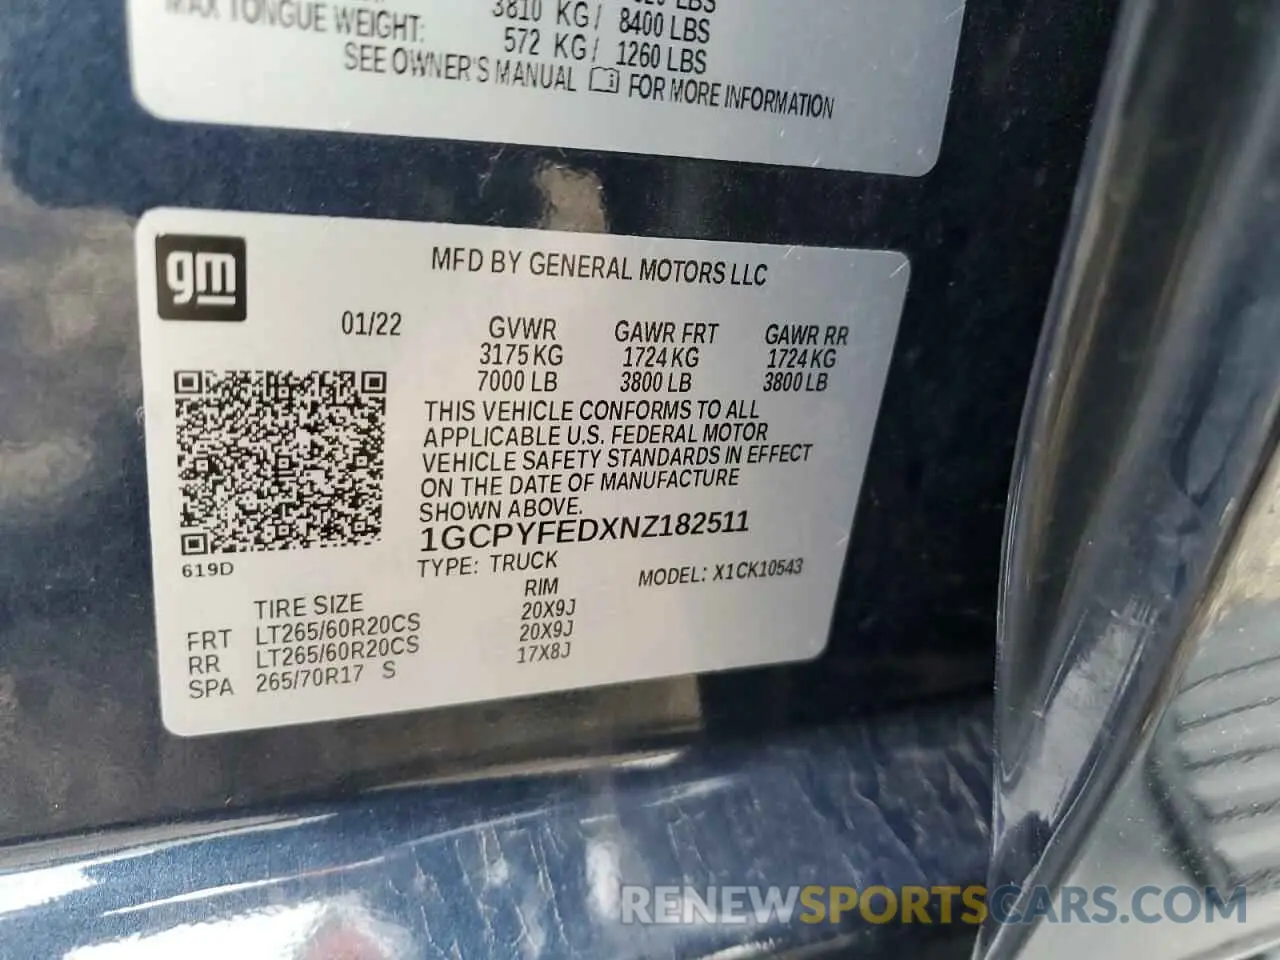 LBS
3810 KG/ 8400 LBS
MAX TONGUE WEIGHT: 572 KG/ 1260 LBS
SEE OWNER'S MANUAL FOR MORE INFORMATION
gm
MFD BY GENERAL MOTORS LLC
01/22 GVWR GAWR FRT GAWR RR
3175 KG 1724 KG 1724 KG
7000 LB 3800 LB 3800 LB
THIS VEHICLE CONFORMS TO ALL
APPLICABLE U.S. FEDERAL MOTOR
VEHICLE SAFETY STANDARDS IN EFFECT
ON THE DATE OF MANUFACTURE
SHOWN ABOVE.
1GCPYFEDXNZ182511
619D
TYPE: TRUCK MODEL: X1CK10543
TIRE SIZE RIM
FRT LT265/60R20CS 20X9J
RR LT265/60R20CS 20X9J
SPA 265/70R17 S 17X8J
RENEWSPORTSCARS.COM